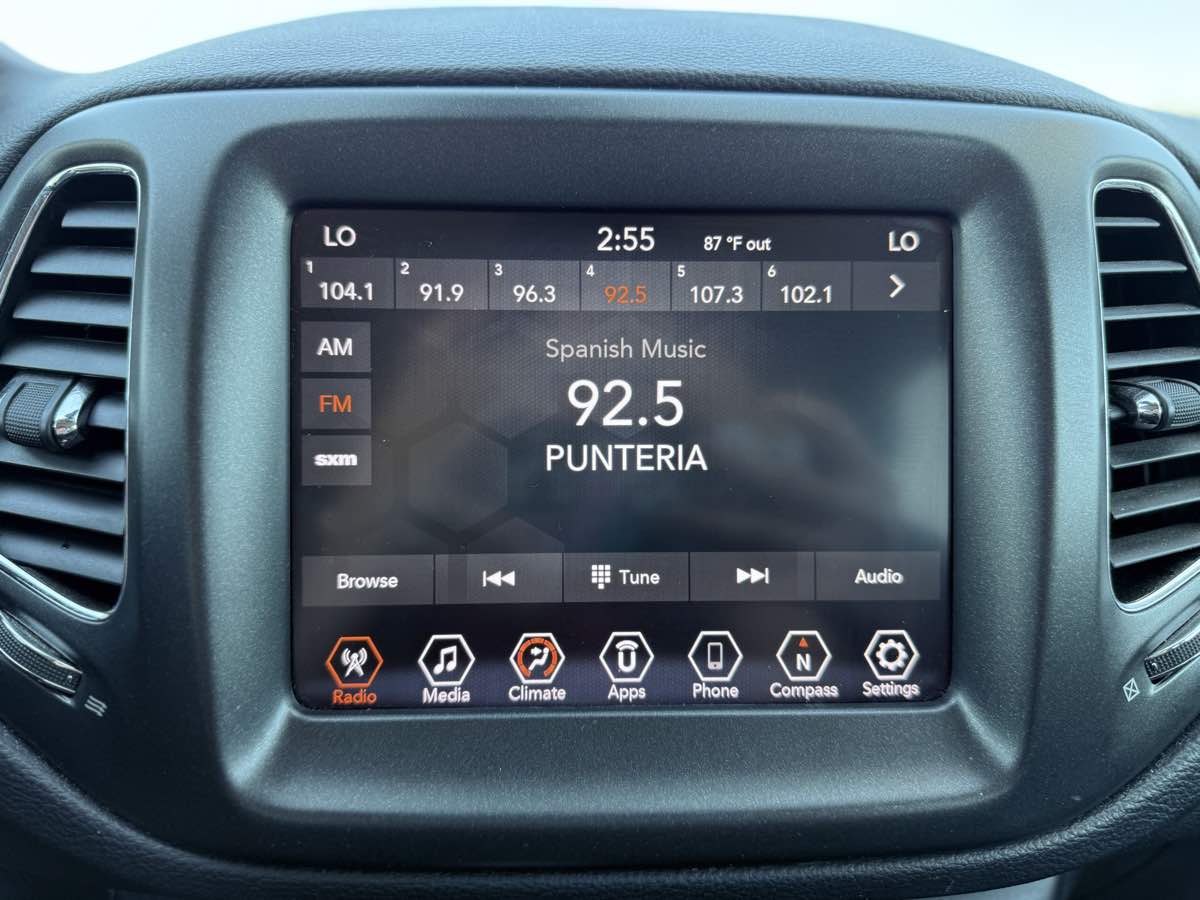 LO 2:55 87 °F out LO
1 2 3 4 5 6
104.1 91.9 96.3 92.5 107.3 102.1
AM
Spanish Music
FM
92.5
sxm
PUNTERIA
Browse Tune Audio
N
Radio Media Climate Apps Phone Compass Settings